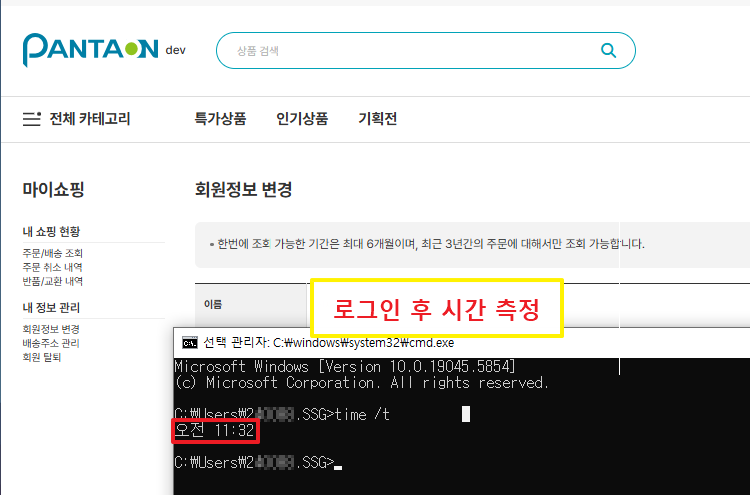 PANTAON dev
상품 검색
전체 카테고리 특가상품 인기상품 기획전
마이쇼핑
회원정보 변경
내 쇼핑 현황
주문/배송 조회
주문 취소 내역
반품/교환 내역
내 정보 관리
회원정보 변경
배송주소 관리
회원 탈퇴
• 한번에 조회 가능한 기간은 최대 6개월이며, 최근 3년간의 주문에 대해서만 조회 가능합니다.
이름
로그인 후 시간 측정
선택 관리자: C:₩windows₩system32₩cmd.exe
Microsoft Windows [Version 10.0.19045.5854]
(c) Microsoft Corporation. All rights reserved.
C:₩Users₩2 .SSG>time /t
오전 11:32
C:₩Users₩2 .SSG>